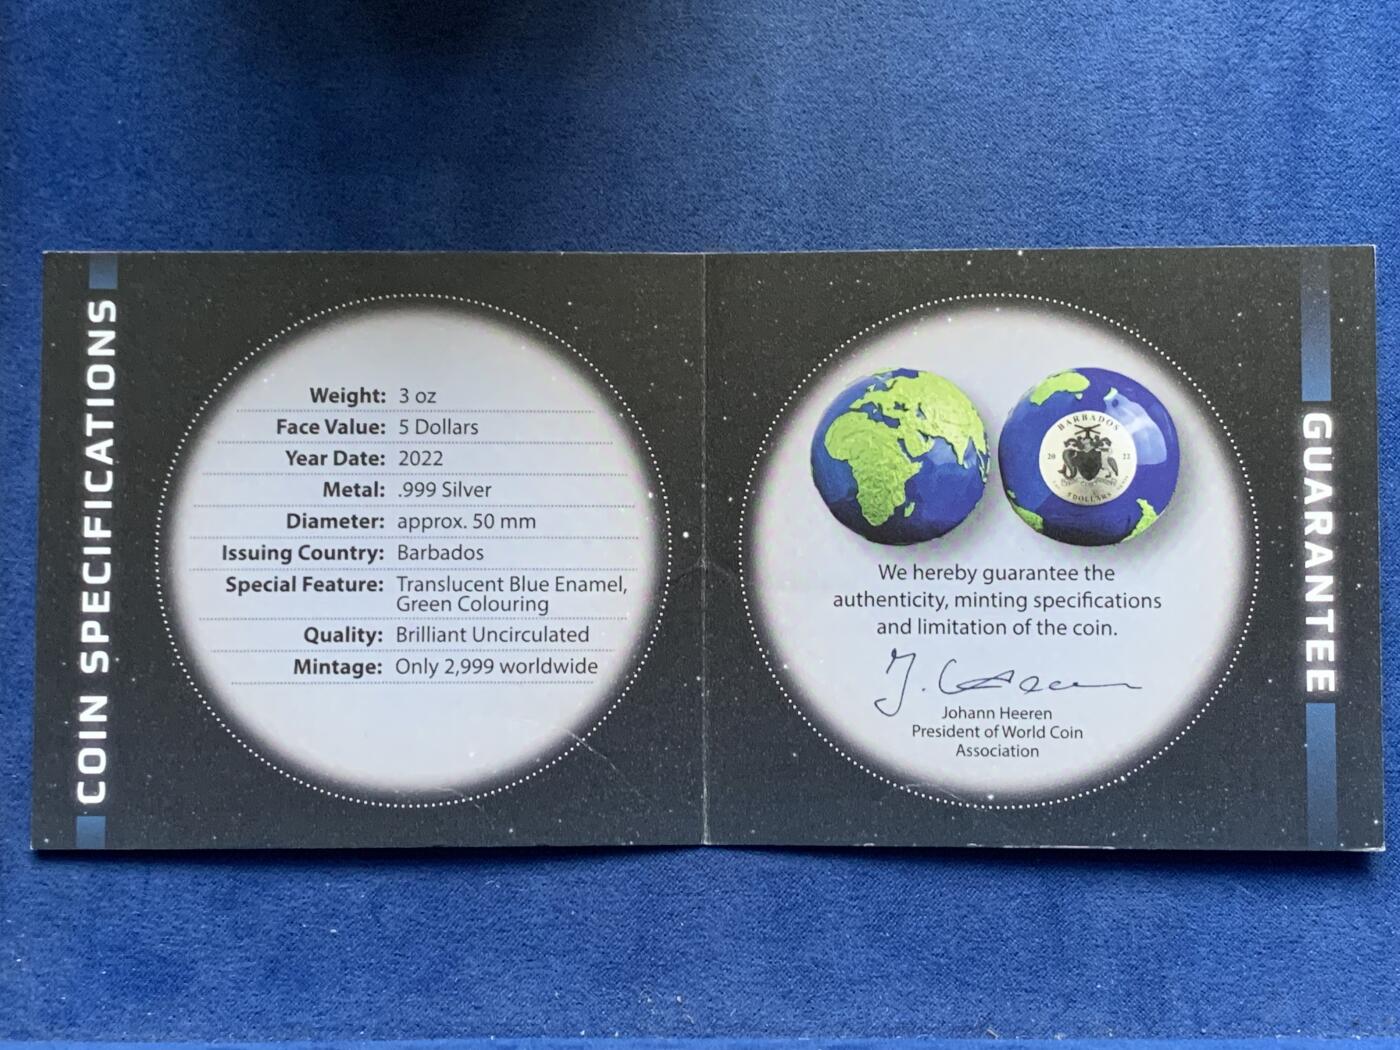 COIN SPECIFICATIONS
Weight: 3 oz
Face Value: 5 Dollars
Year Date: 2022
Metal: .999 Silver
Diameter: approx. 50 mm
Issuing Country: Barbados
Special Feature: Translucent Blue Enamel,
Green Colouring
Quality: Brilliant Uncirculated
Mintage: Only 2,999 worldwide
GUARANTEE
BARBADOS
20 22
5 DOLLARS
We hereby guarantee the
authenticity, minting specifications
and limitation of the coin.
Johann Heeren
President of World Coin
Association